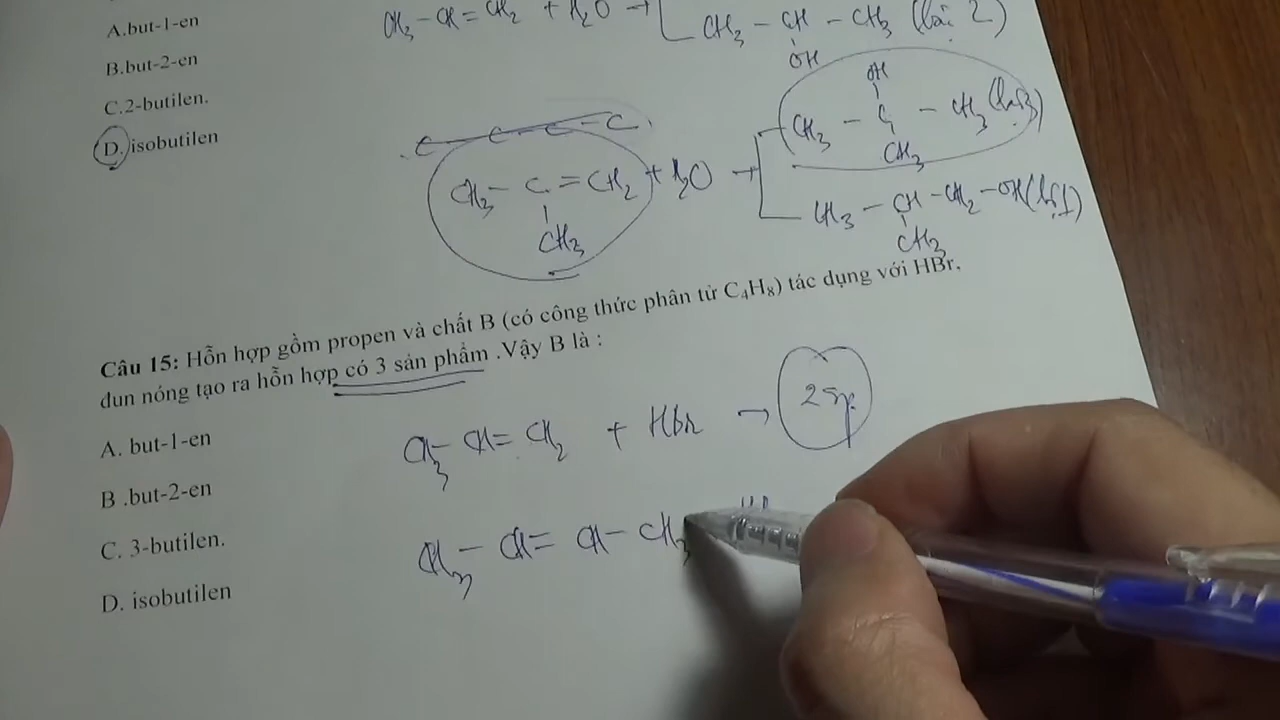 A.but-1-en
B.but-2-en
C.2-butilen.
D.isobutilen
CH3 – CH = CH2 + H2O →
CH3 – CH – CH3 (bậc 2)
OH
OH
CH3 – C – CH3 (bậc 3)
CH3
C – C – C – C
CH3 – C = CH2 + H2O →
CH3
CH3 – CH – CH2 – OH (bậc 1)
CH3
Câu 15: Hỗn hợp gồm propen và chất B (có công thức phân tử C4H8) tác dụng với HBr,
đun nóng tạo ra hỗn hợp có 3 sản phẩm .Vậy B là :
A. but-1-en
B .but-2-en
C. 3-butilen.
D. isobutilen
CH3 – CH = CH2 + HBr → 2 sp.
CH3 – CH = CH – CH3